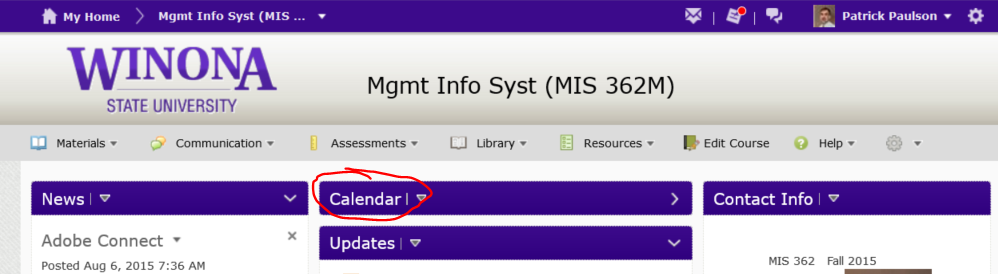 My Home Mgmt Info Syst (MIS ... Patrick Paulson
WINONA
STATE UNIVERSITY
Mgmt Info Syst (MIS 362M)
Materials Communication Assessments Library Resources Edit Course Help
News Calendar Contact Info
Adobe Connect Updates
Posted Aug 6, 2015 7:36 AM MIS 362 Fall 2015